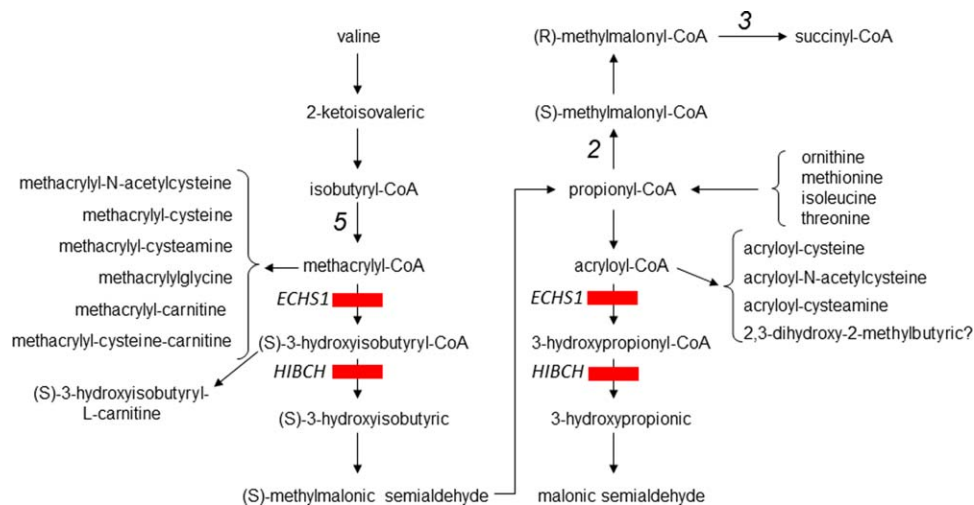 valine
2-ketoisovaleric
isobutyryl-CoA
5
methacrylyl-CoA
ECHS1
(S)-3-hydroxyisobutyryl-CoA
HIBCH
(S)-3-hydroxyisobutyric
(S)-methylmalonic semialdehyde
methacrylyl-N-acetylcysteine
methacrylyl-cysteine
methacrylyl-cysteamine
methacrylylglycine
methacrylyl-carnitine
methacrylyl-cysteine-carnitine
(S)-3-hydroxyisobutyryl-
L-carnitine
(R)-methylmalonyl-CoA
3
succinyl-CoA
(S)-methylmalonyl-CoA
2
propionyl-CoA
ornithine
methionine
isoleucine
threonine
acryloyl-CoA
acryloyl-cysteine
acryloyl-N-acetylcysteine
acryloyl-cysteamine
2,3-dihydroxy-2-methylbutyric?
ECHS1
3-hydroxypropionyl-CoA
HIBCH
3-hydroxypropionic
malonic semialdehyde